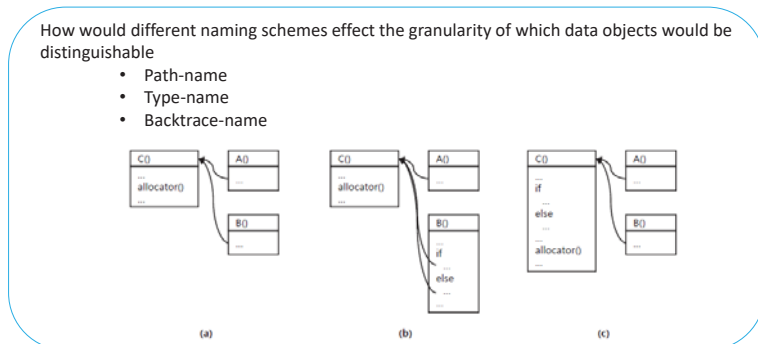 How would different naming schemes effect the granularity of which data objects would be
distinguishable
• Path-name
• Type-name
• Backtrace-name
C()
...
allocator()
...
A()
...
B()
...
(a)
C()
...
allocator()
...
A()
...
B()
...
if
...
else
...
...
(b)
C()
...
if
...
else
...
...
allocator()
...
A()
...
B()
...
(c)